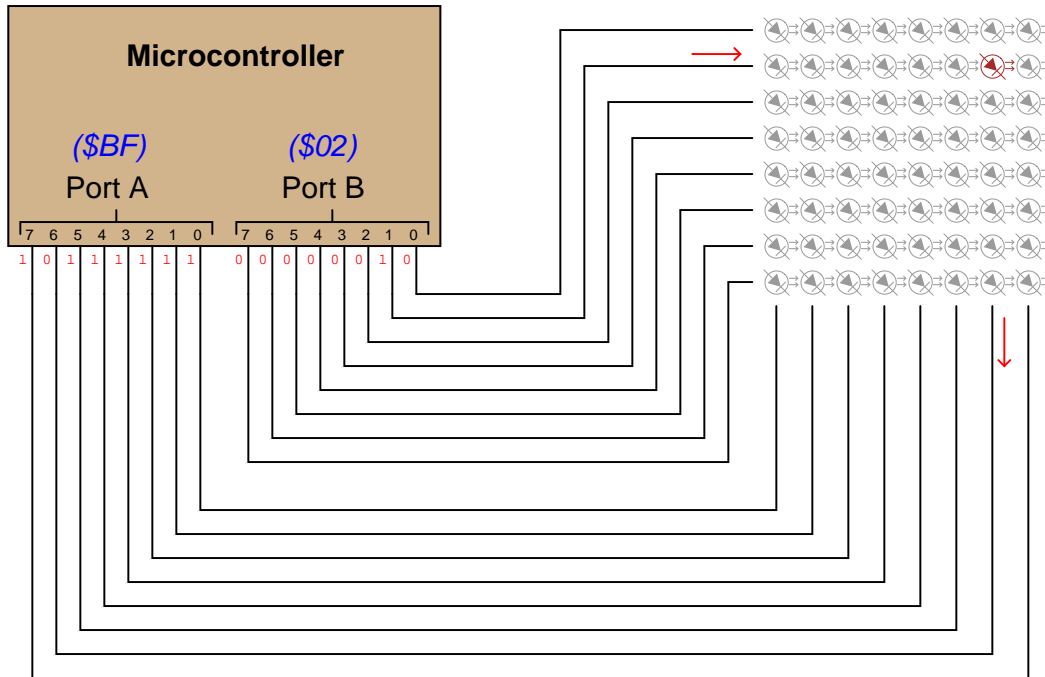 Microcontroller
($BF) ($02)
Port A Port B
7 6 5 4 3 2 1 0 7 6 5 4 3 2 1 0
1 0 1 1 1 1 1 1 0 0 0 0 0 0 1 0